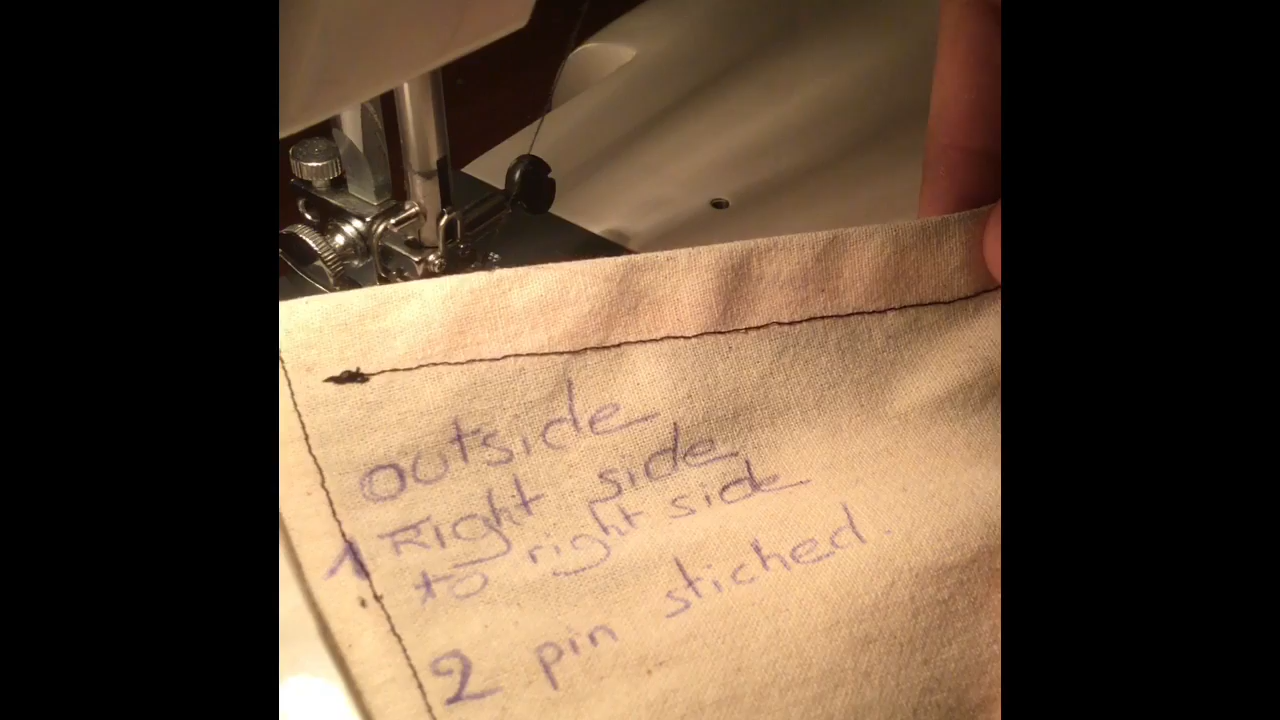 outside
1 Right side
to right side
2 pin stiched.